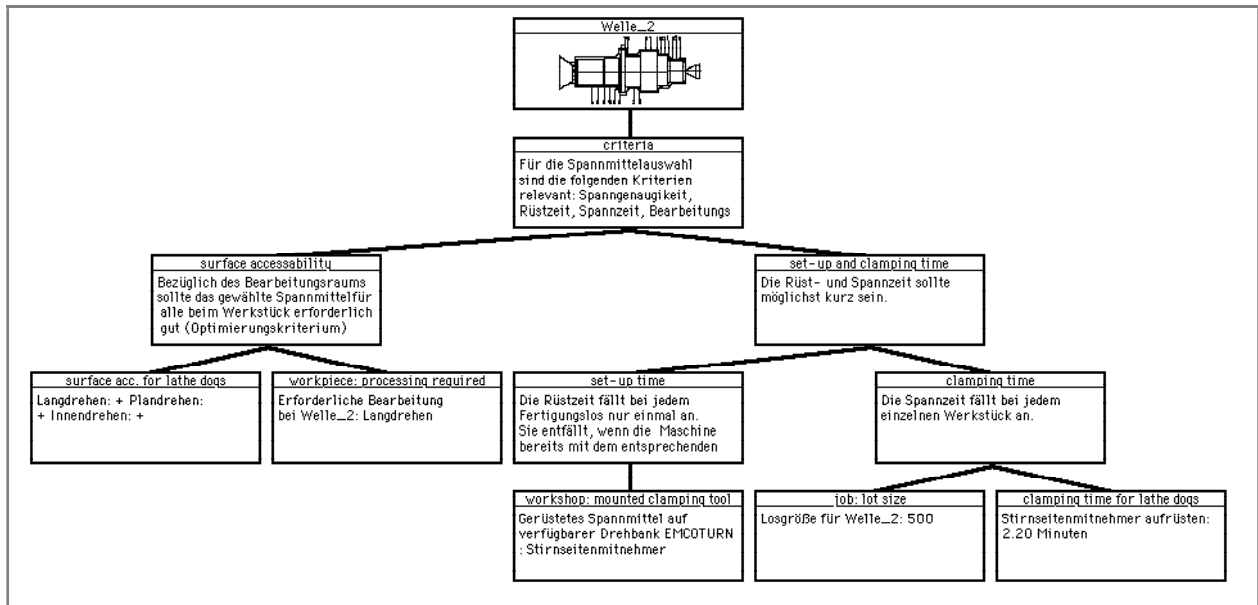 Welle_2
criteria
Für die Spannmittelauswahl
sind die folgenden Kriterien
relevant: Spanngenaugikeit,
Rüstzeit, Spannzeit, Bearbeitungs
surface accessability
Bezüglich des Bearbeitungsraums
sollte das gewählte Spannmittelfür
alle beim Werkstück erforderlich
gut (Optimierungskriterium)
set-up and clamping time
Die Rüst- und Spannzeit sollte
möglichst kurz sein.
surface acc. for lathe dogs
Langdrehen: + Plandrehen:
+ Innendrehen: +
workpiece: processing required
Erforderliche Bearbeitung
bei Welle_2: Langdrehen
set-up time
Die Rüstzeit fällt bei jedem
Fertigungslos nur einmal an.
Sie entfällt, wenn die Maschine
bereits mit dem entsprechenden
clamping time
Die Spannzeit fällt bei jedem
einzelnen Werkstück an.
workshop: mounted clamping tool
Gerüstetes Spannmittel auf
verfügbarer Drehbank EMCOTURN
: Stirnseitenmitnehmer
job: lot size
Losgröße für Welle_2: 500
clamping time for lathe dogs
Stirnseitenmitnehmer aufrüsten:
2.20 Minuten